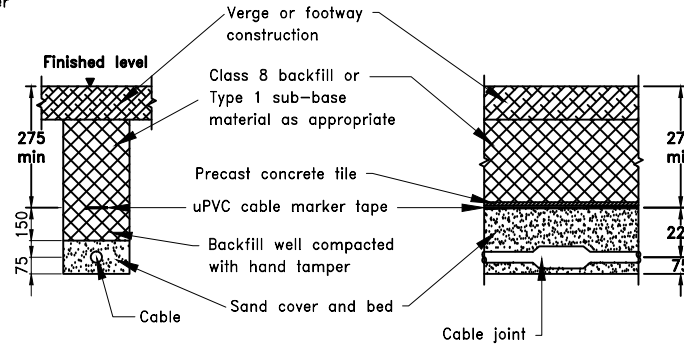 Verge or footway
construction
Finished level
Class 8 backfill or
Type 1 sub-base
material as appropriate
275
min
Precast concrete tile
uPVC cable marker tape
150
Backfill well compacted
with hand tamper
75
Sand cover and bed
Cable
Cable joint
min